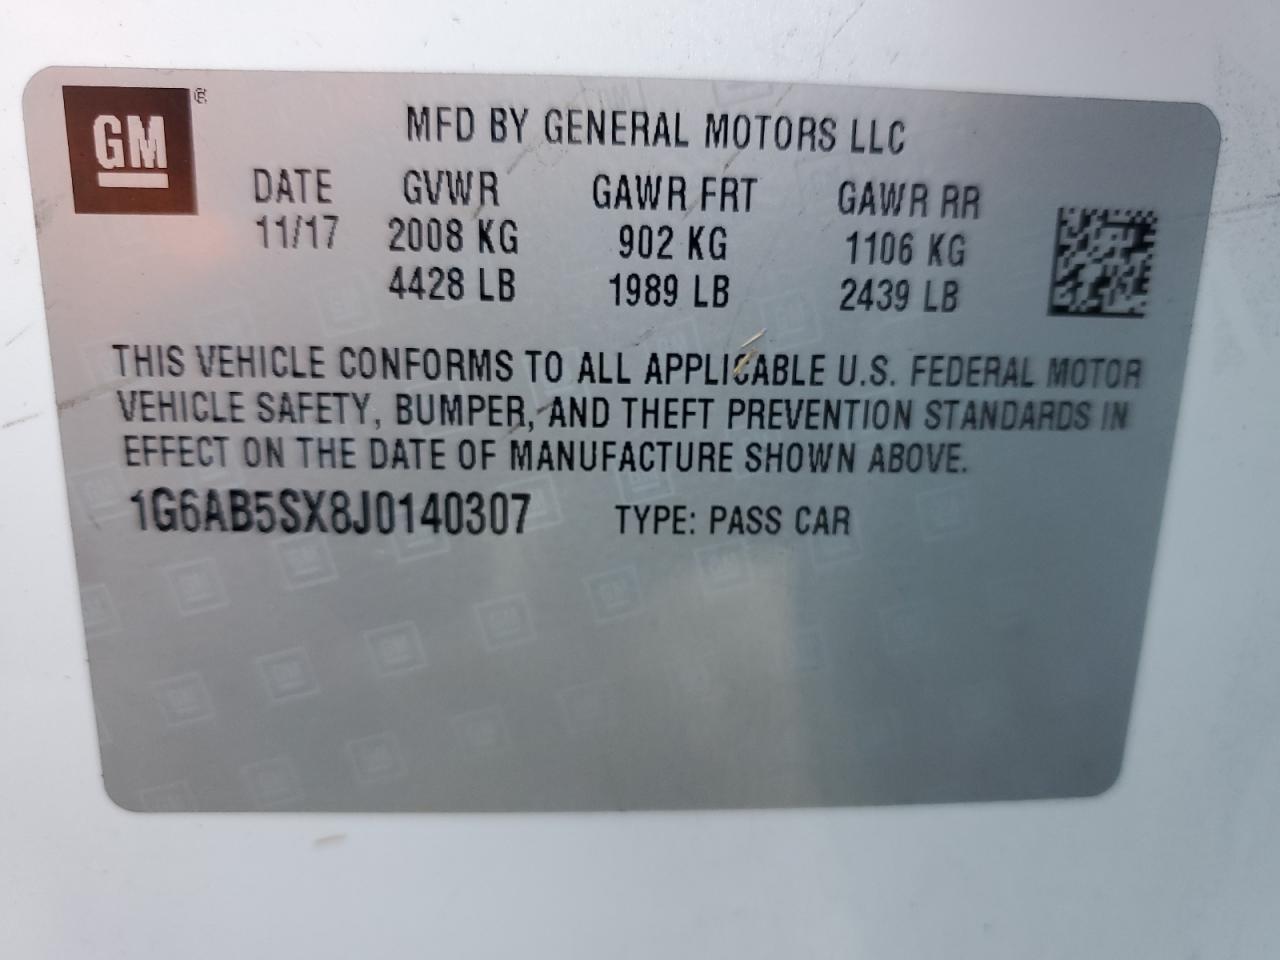 GM ®
MFD BY GENERAL MOTORS LLC
DATE GVWR GAWR FRT GAWR RR
11/17 2008 KG 902 KG 1106 KG
4428 LB 1989 LB 2439 LB
THIS VEHICLE CONFORMS TO ALL APPLICABLE U.S. FEDERAL MOTOR
VEHICLE SAFETY, BUMPER, AND THEFT PREVENTION STANDARDS IN
EFFECT ON THE DATE OF MANUFACTURE SHOWN ABOVE.
1G6AB5SX8J0140307 TYPE: PASS CAR